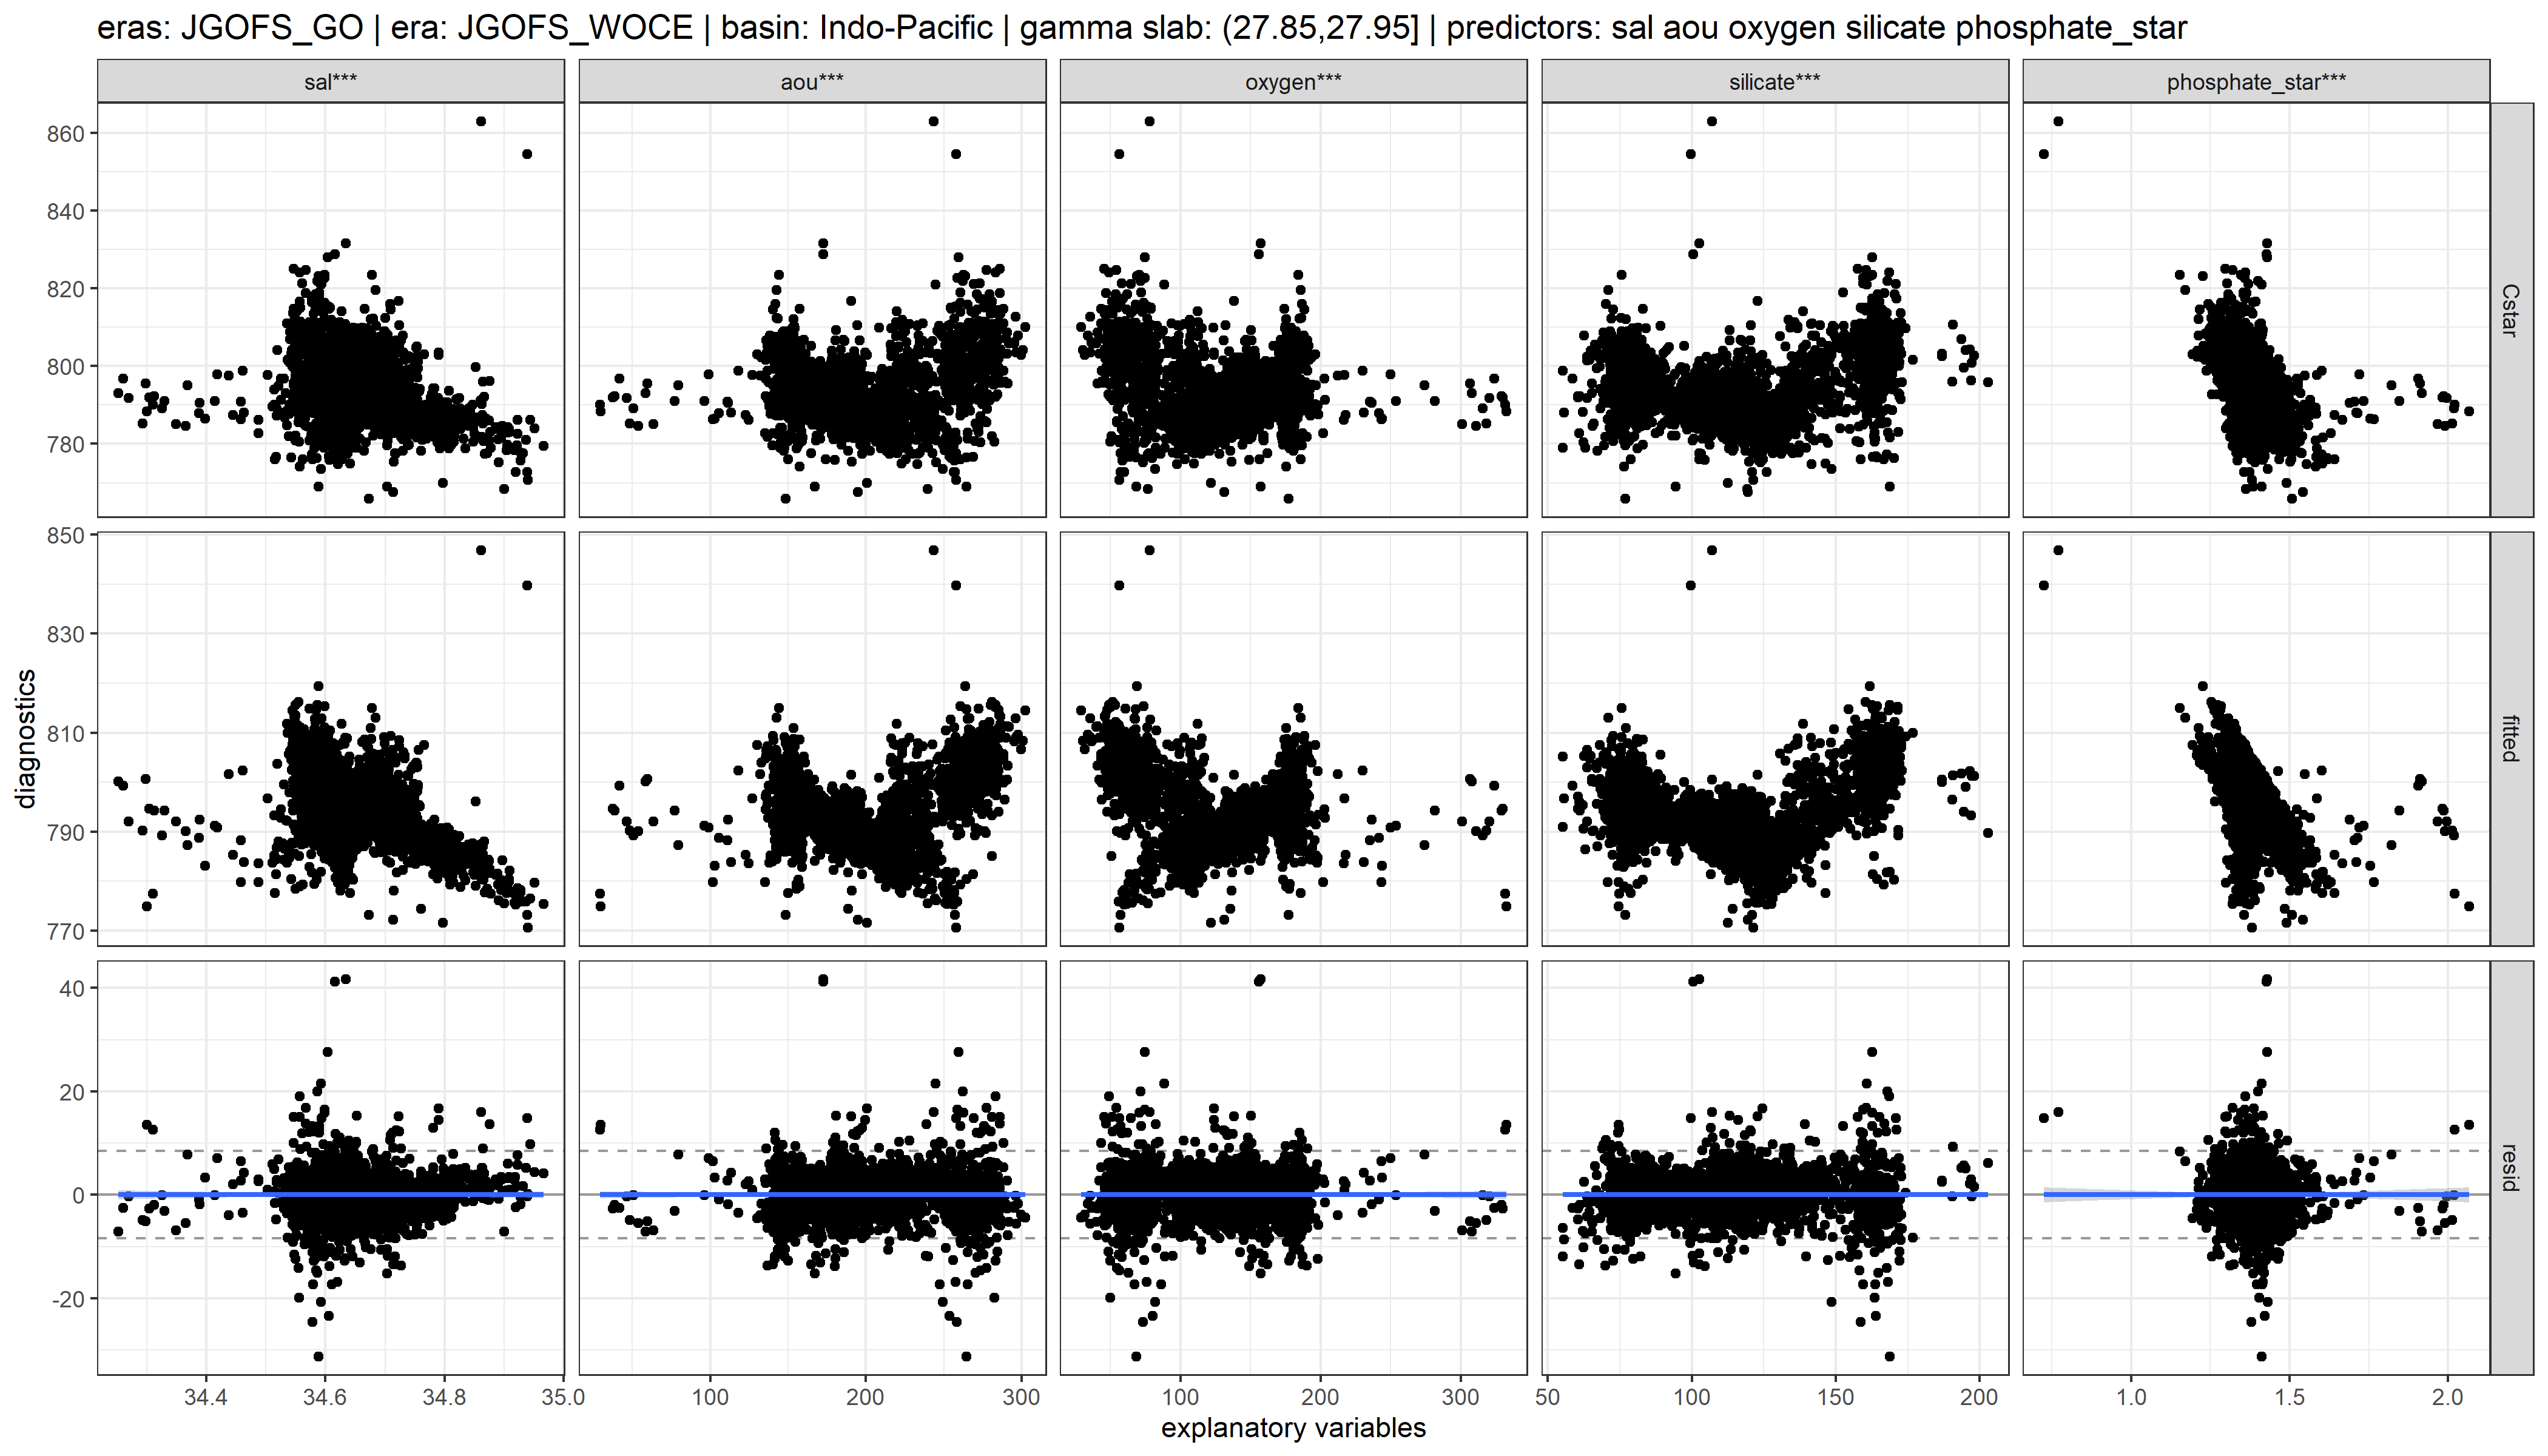 eras: JGOFS_GO | era: JGOFS_WOCE | basin: Indo-Pacific | gamma slab: (27.85,27.95] | predictors: sal aou oxygen silicate phosphate_star
sal*** aou*** oxygen*** silicate*** phosphate_star***
860
840
820
800
780
Cstar
850
830
810
790
770
fitted
diagnostics
40
20
0
-20
resid
34.4 34.6 34.8 35.0 100 200 300 100 200 300 50 100 150 200 1.0 1.5 2.0
explanatory variables